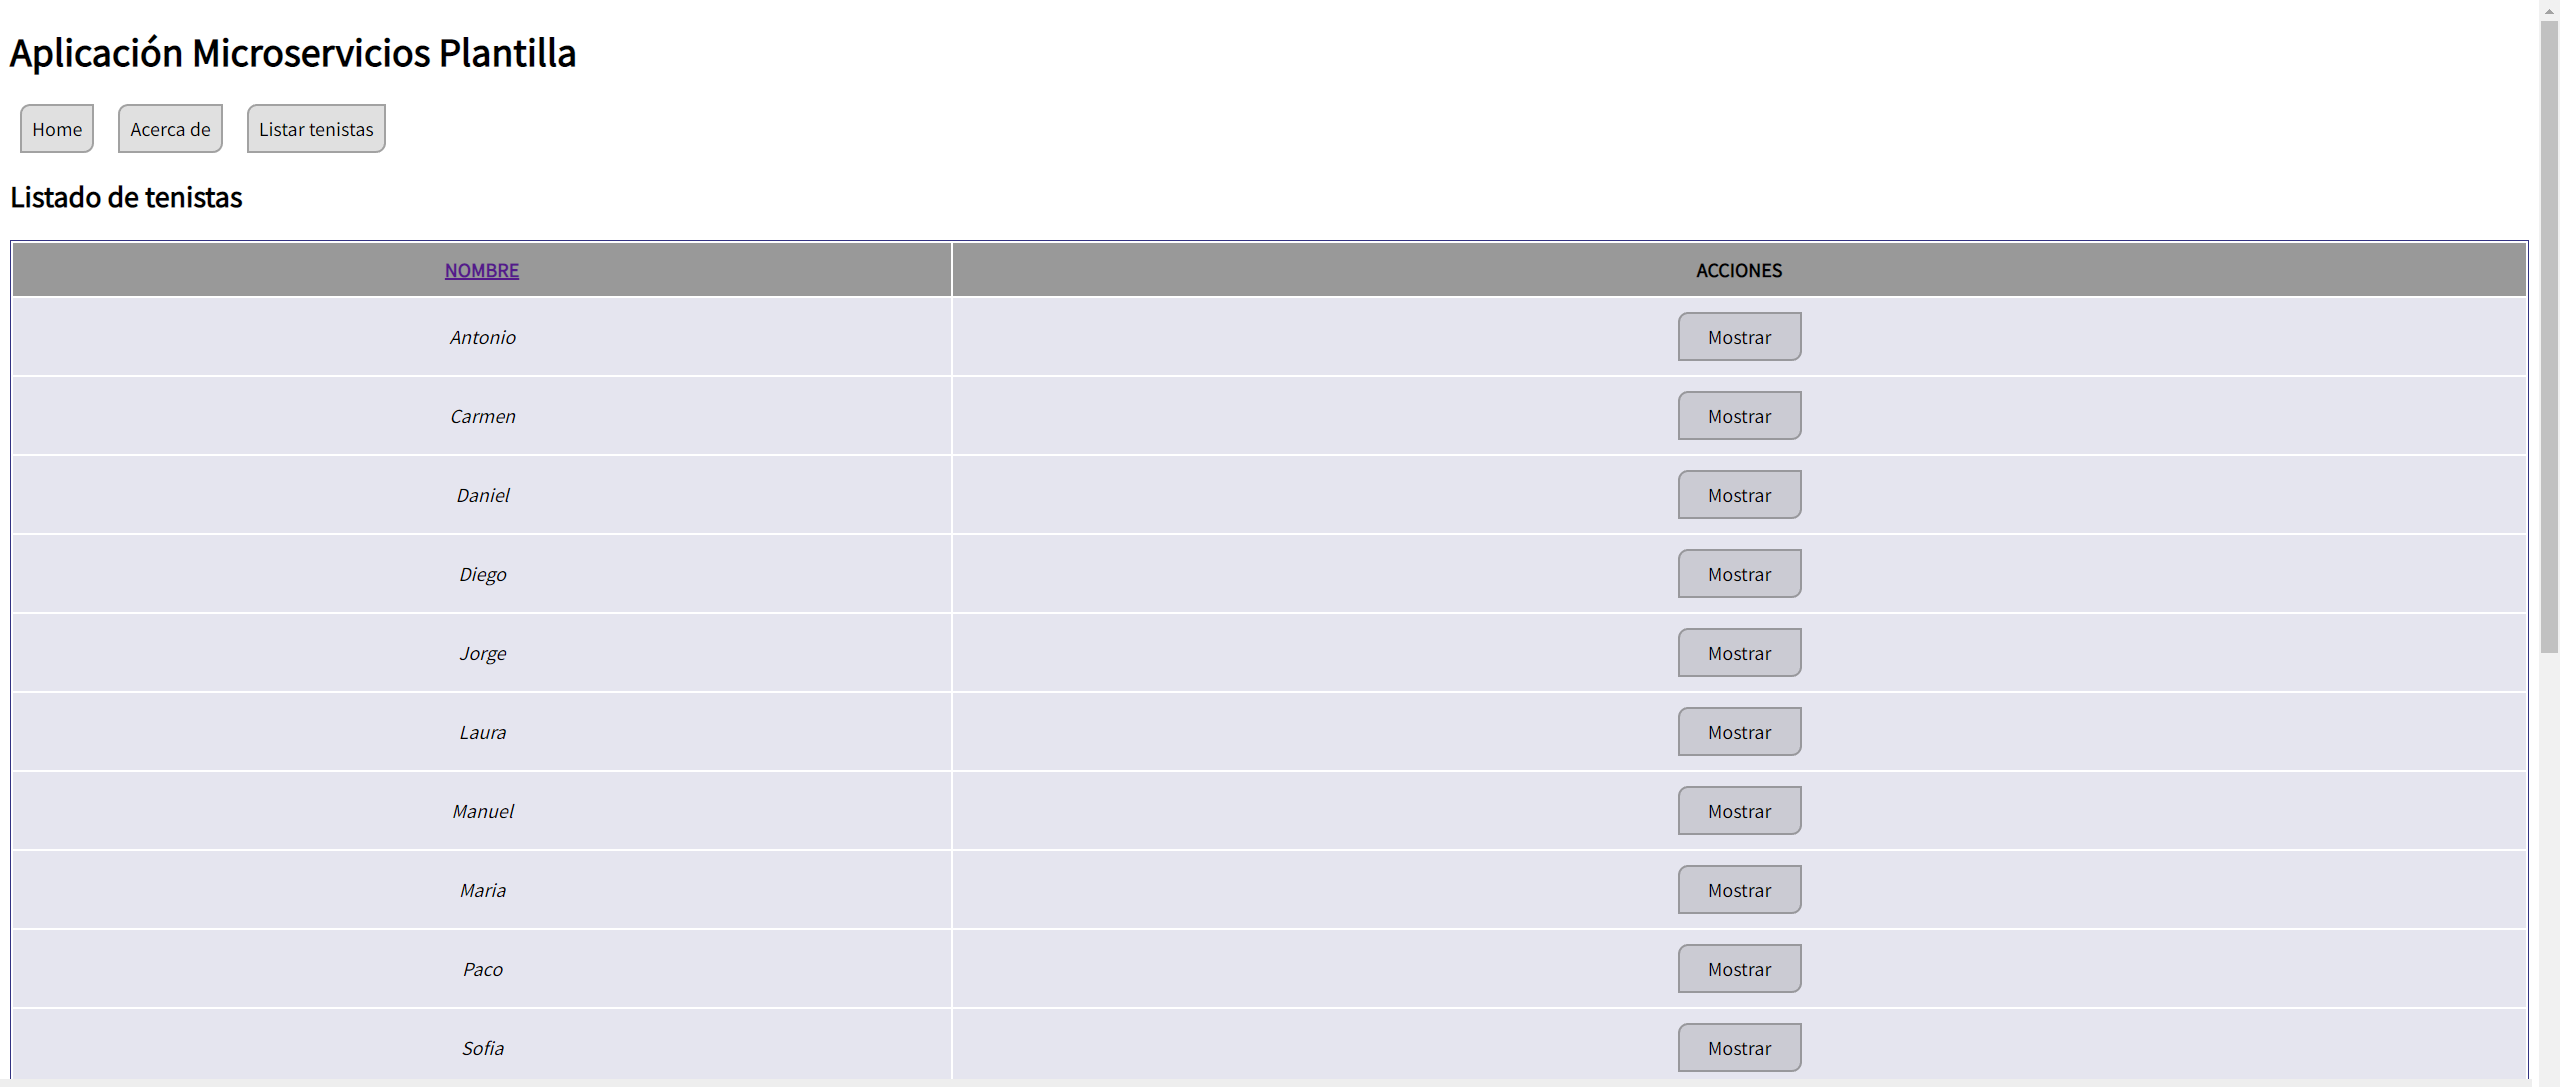 Aplicación Microservicios Plantilla
Home Acerca de Listar tenistas
Listado de tenistas
NOMBRE ACCIONES
Antonio Mostrar
Carmen Mostrar
Daniel Mostrar
Diego Mostrar
Jorge Mostrar
Laura Mostrar
Manuel Mostrar
Maria Mostrar
Paco Mostrar
Sofia Mostrar